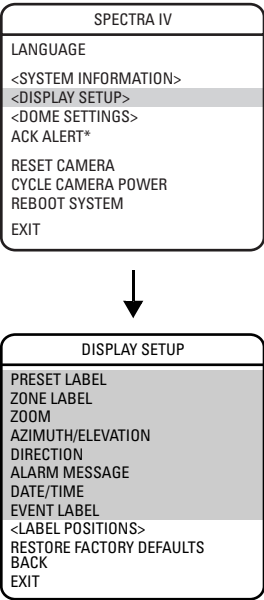 SPECTRA IV
LANGUAGE
<SYSTEM INFORMATION>
<DISPLAY SETUP>
<DOME SETTINGS>
ACK ALERT*
RESET CAMERA
CYCLE CAMERA POWER
REBOOT SYSTEM
EXIT
DISPLAY SETUP
PRESET LABEL
ZONE LABEL
ZOOM
AZIMUTH/ELEVATION
DIRECTION
ALARM MESSAGE
DATE/TIME
EVENT LABEL
<LABEL POSITIONS>
RESTORE FACTORY DEFAULTS
BACK
EXIT